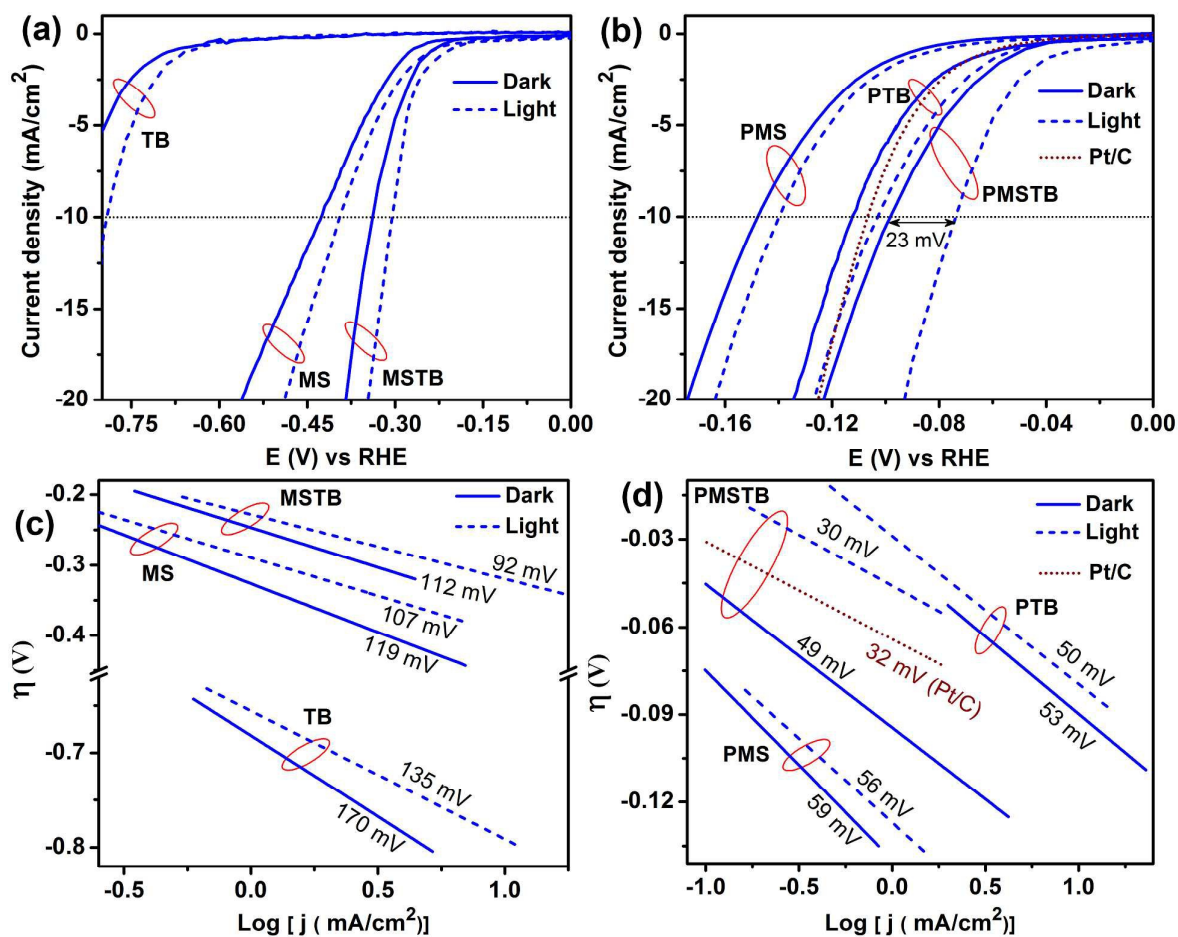 (a)
0
-5
-10
-15
-20
Current density (mA/cm²)
Dark
Light
TB
MS
MSTB
-0.75 -0.60 -0.45 -0.30 -0.15 0.00
E (V) vs RHE
(b)
0
-5
-10
-15
-20
Current density (mA/cm²)
PTB
Dark
Light
Pt/C
PMS
PMSTB
23 mV
-0.16 -0.12 -0.08 -0.04 0.00
E (V) vs RHE
(c)
-0.2
-0.3
-0.4
-0.7
-0.8
η (V)
Dark
Light
MSTB
MS
92 mV
112 mV
107 mV
119 mV
TB
135 mV
170 mV
-0.5 0.0 0.5 1.0
Log [ j ( mA/cm²)]
(d)
-0.03
-0.06
-0.09
-0.12
η (V)
PMSTB
Dark
Light
Pt/C
30 mV
PTB
49 mV
32 mV (Pt/C)
50 mV
53 mV
PMS
56 mV
59 mV
-1.0 -0.5 0.0 0.5 1.0
Log [ j ( mA/cm²)]